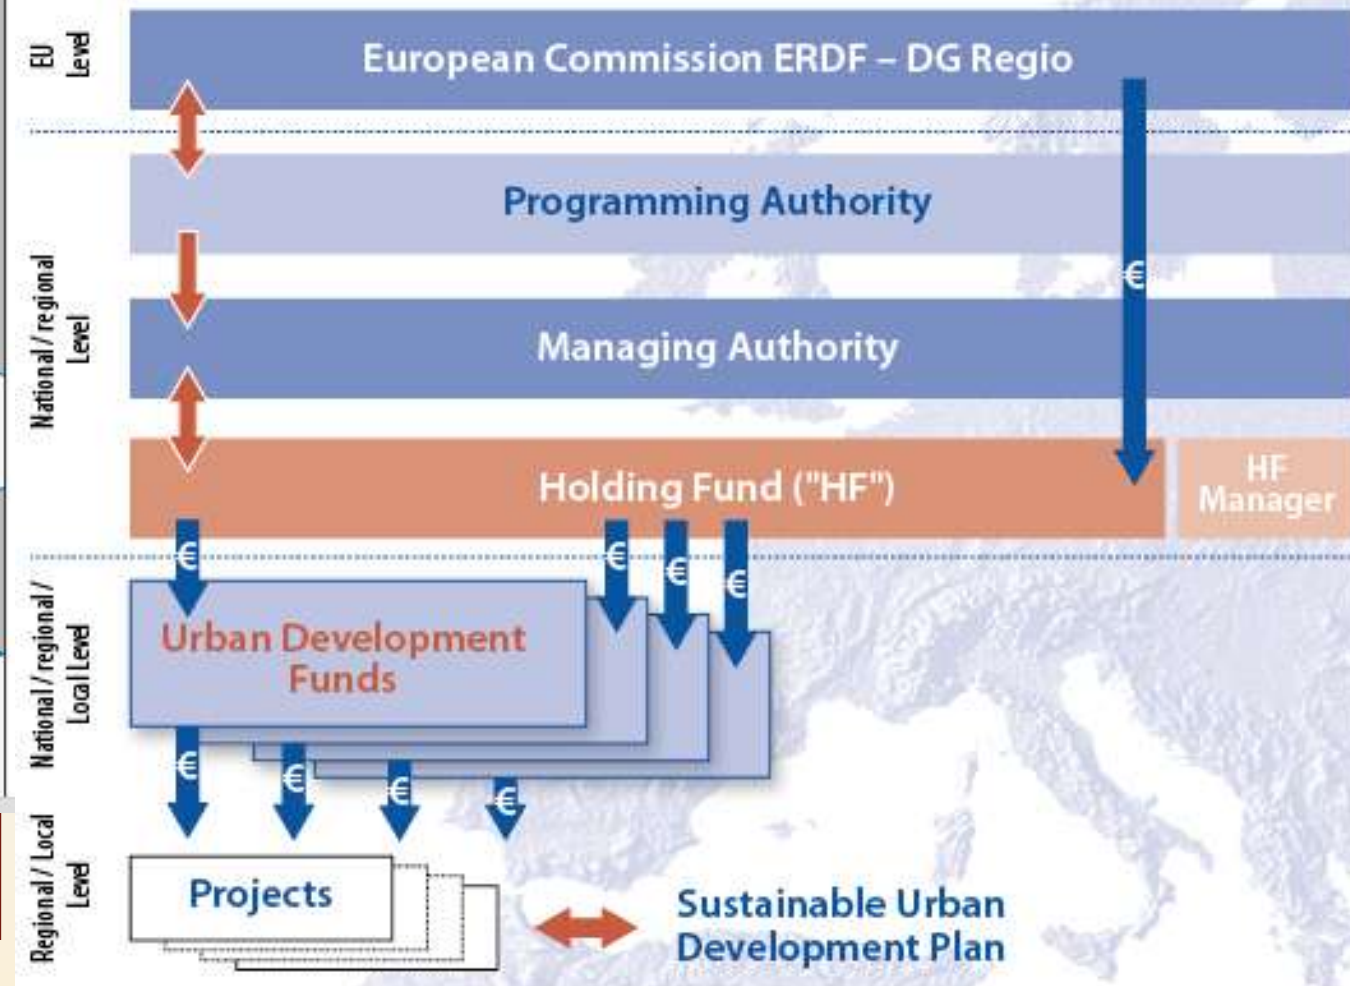 EU
Level
European Commission ERDF – DG Regio
Programming Authority
€
National / regional
Level
Managing Authority
Holding Fund ("HF")
HF
Manager
€
€
€
€
National / regional /
Local Level
Urban Development
Funds
€
€
€
€
Regional / Local
Level
Projects
Sustainable Urban
Development Plan